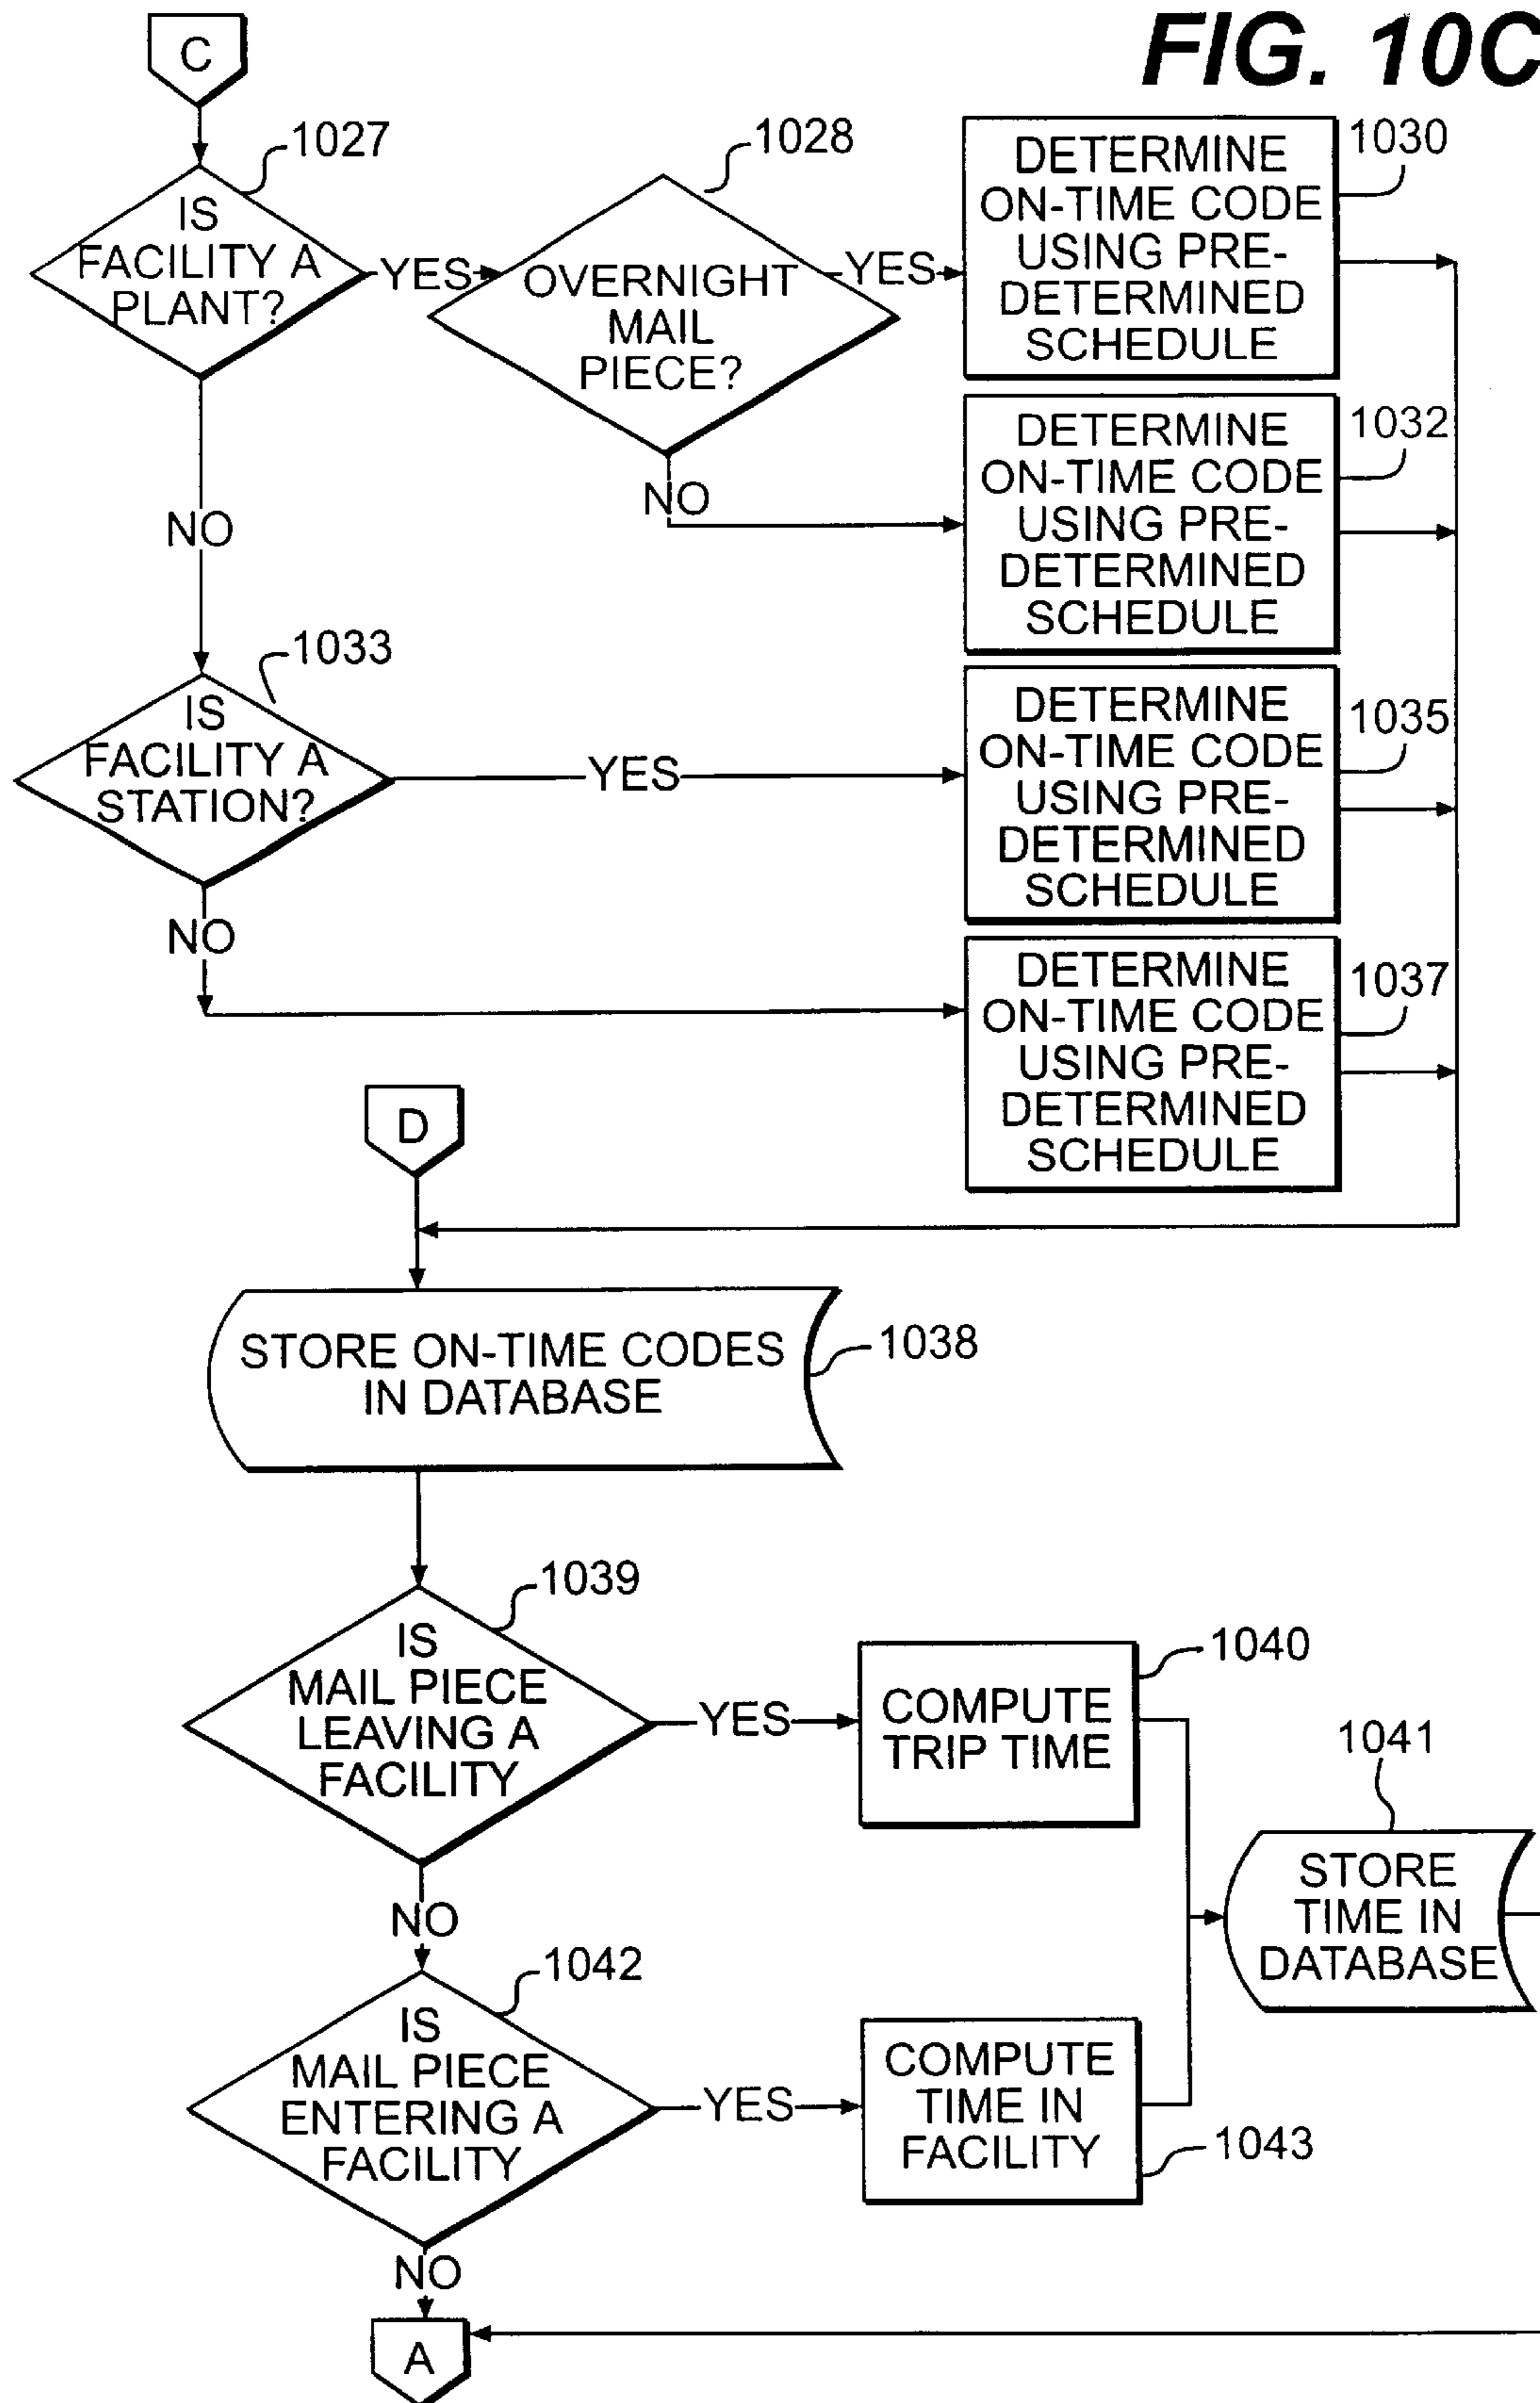 FIG. 10C
C
1027
IS
FACILITY A
PLANT?
YES
1028
OVERNIGHT
MAIL
PIECE?
YES
1030
DETERMINE
ON-TIME CODE
USING PRE-
DETERMINED
SCHEDULE
NO
1032
DETERMINE
ON-TIME CODE
USING PRE-
DETERMINED
SCHEDULE
NO
1033
IS
FACILITY A
STATION?
YES
1035
DETERMINE
ON-TIME CODE
USING PRE-
DETERMINED
SCHEDULE
NO
1037
DETERMINE
ON-TIME CODE
USING PRE-
DETERMINED
SCHEDULE
D
STORE ON-TIME CODES
IN DATABASE
1038
1039
IS
MAIL PIECE
LEAVING A
FACILITY
YES
1040
COMPUTE
TRIP TIME
1041
STORE
TIME IN
DATABASE
NO
1042
IS
MAIL PIECE
ENTERING A
FACILITY
YES
COMPUTE
TIME IN
FACILITY
1043
NO
A